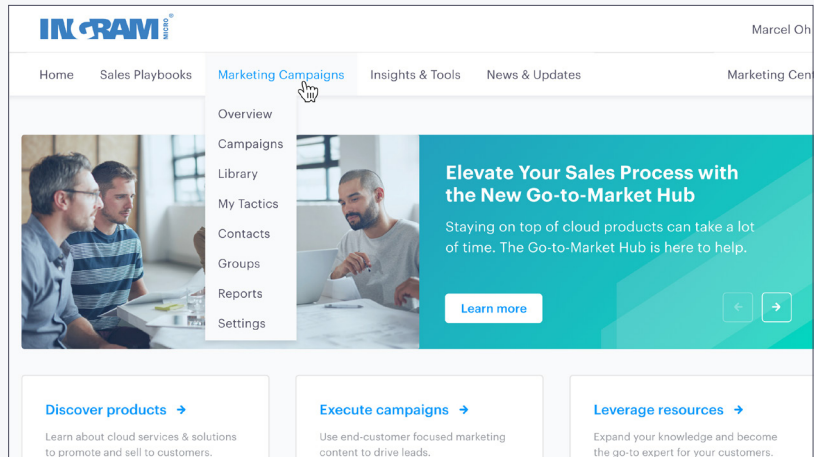 INGRAM MICRO®
Marcel Oh
Home Sales Playbooks Marketing Campaigns Insights & Tools News & Updates Marketing Cent
Overview
Campaigns
Library
My Tactics
Contacts
Groups
Reports
Settings
Elevate Your Sales Process with
the New Go-to-Market Hub
Staying on top of cloud products can take a lot
of time. The Go-to-Market Hub is here to help.
Learn more
Discover products →
Learn about cloud services & solutions
to promote and sell to customers.
Execute campaigns →
Use end-customer focused marketing
content to drive leads.
Leverage resources →
Expand your knowledge and become
the go-to expert for your customers.